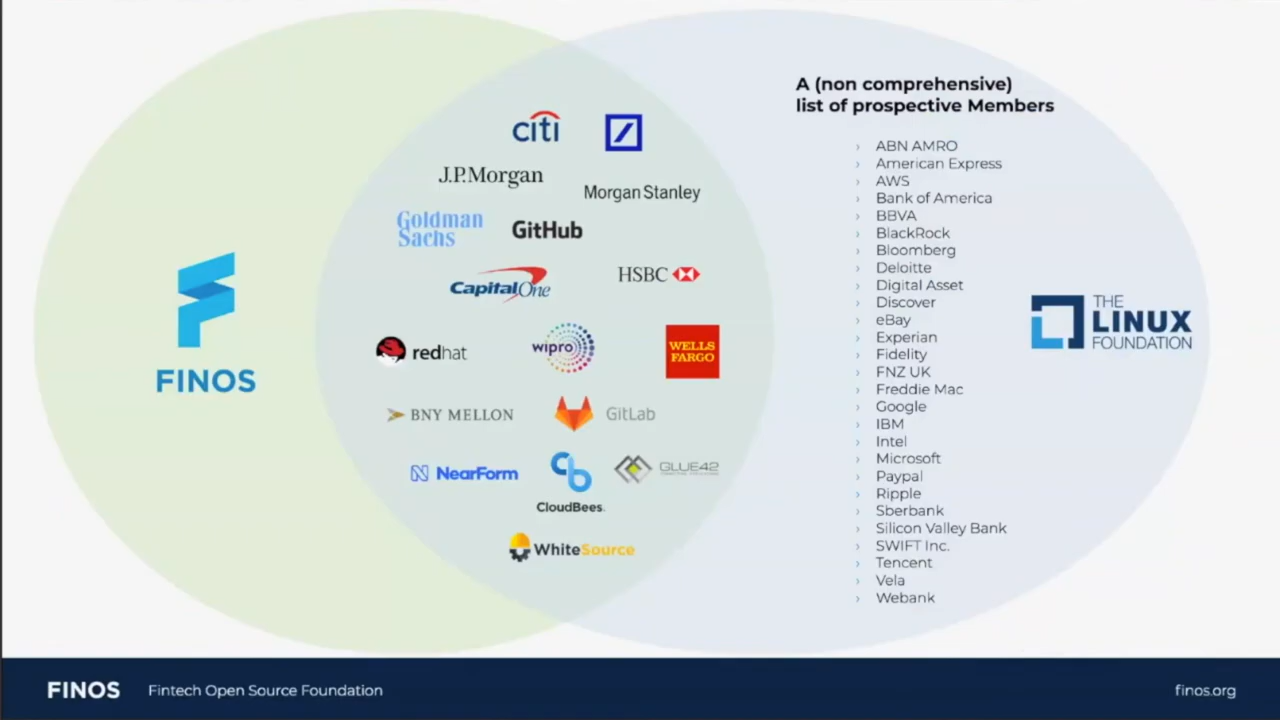 A (non comprehensive)
list of prospective Members
citi
J.P.Morgan
Morgan Stanley
Goldman
Sachs
GitHub
Capital One
HSBC
redhat
wipro
WELLS
FARGO
BNY MELLON
GitLab
NearForm
CloudBees.
GLUE42
WhiteSource
FINOS
› ABN AMRO
› American Express
› AWS
› Bank of America
› BBVA
› BlackRock
› Bloomberg
› Deloitte
› Digital Asset
› Discover
› eBay
› Experian
› Fidelity
› FNZ UK
› Freddie Mac
› Google
› IBM
› Intel
› Microsoft
› Paypal
› Ripple
› Sberbank
› Silicon Valley Bank
› SWIFT Inc.
› Tencent
› Vela
› Webank
THE
LINUX
FOUNDATION
FINOS Fintech Open Source Foundation
finos.org